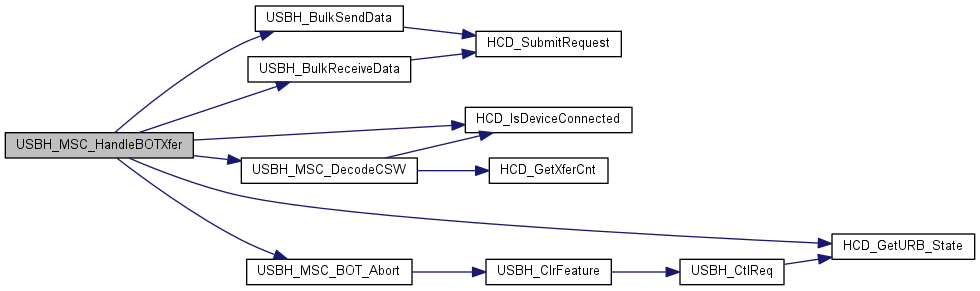 USBH_BulkSendData
HCD_SubmitRequest
USBH_BulkReceiveData
HCD_IsDeviceConnected
USBH_MSC_HandleBOTXfer
USBH_MSC_DecodeCSW
HCD_GetXferCnt
HCD_GetURB_State
USBH_MSC_BOT_Abort
USBH_ClrFeature
USBH_CtlReq